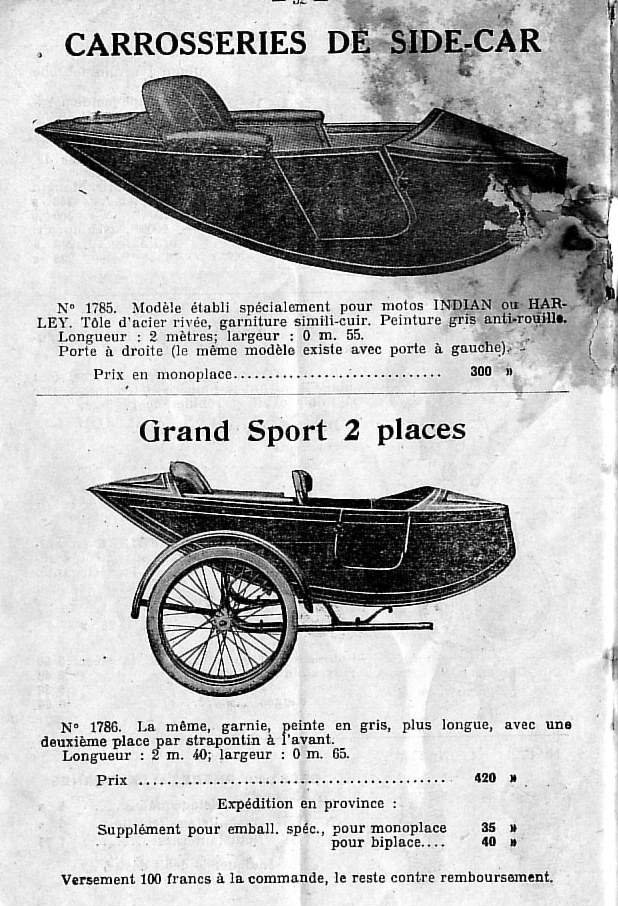 CARROSSERIES DE SIDE-CAR
N° 1785. Modèle établi spécialement pour motos INDIAN ou HAR-
LEY. Tôle d'acier rivée, garniture simili-cuir. Peinture gris anti-rouille.
Longueur : 2 mètres; largeur : 0 m. 55.
Porte à droite (le même modèle existe avec porte à gauche).
Prix en monoplace............................. 300 »
Grand Sport 2 places
N° 1786. La même, garnie, peinte en gris, plus longue, avec une
deuxième place par strapontin à l'avant.
Longueur : 2 m. 40; largeur : 0 m. 65.
Prix ........................................... 420 »
Expédition en province :
Supplément pour emball. spéc., pour monoplace 35 »
pour biplace.... 40 »
Versement 100 francs à la commande, le reste contre remboursement.